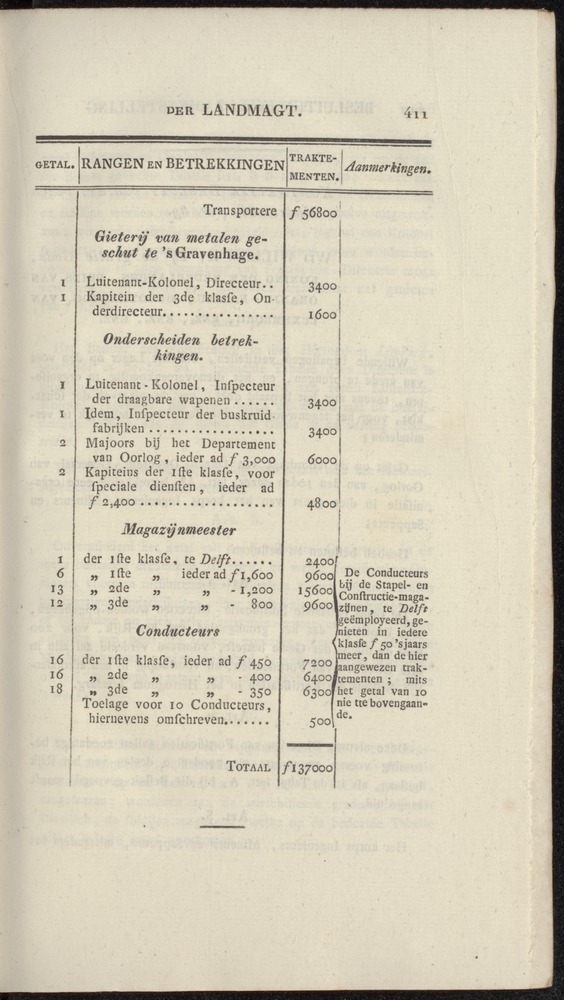 DER LANDMAGT. 411
GETAL. RANGEN EN BETREKKINGEN TRAKTE-MENTEN. Aanmerkingen.
Transportere ƒ 56800
Gieterij van metalen ge-
schut te 's Gravenhage.
1 Luitenant-Kolonel, Directeur.. 3400
1 Kapitein der 3de klasſe, On-
derdirecteur................ 1600
Onderscheiden betrek-
kingen.
1 Luitenant-Kolonel, Inſpecteur
der draagbare wapenen ...... 3400
1 Idem, Inſpecteur der buskruid-
fabrijken .................. 3400
2 Majoors bij het Departement
van Oorlog, ieder ad ƒ 3,000 6000
2 Kapiteins der 1ſte klasſe, voor
ſpeciale dienſten, ieder ad
ƒ 2,400 .................... 4800
Magazijnmeester
1 der 1ſte klasſe, te Delft...... 2400
6 „ 1ſte „ ieder ad ƒ 1,600 9600
13 „ 2de „ „ - 1,200 15600
12 „ 3de „ „ - 800 9600
Conducteurs
16 der 1ſte klasſe, ieder ad ƒ 450 7200
16 „ 2de „ „ - 400 6400
18 „ 3de „ „ - 350 6300
Toelage voor 10 Conducteurs,
hiernevens omſchreven....... 500
De Conducteurs
bij de Stapel- en
Conſtructie-maga-
zijnen, te Delft
geëmployeerd, ge-
nieten in iedere
klasſe ƒ 50 'sjaars
meer, dan de hier
aangewezen trak-
tementen; mits
het getal van 10
nie tte bovengaan-
de.
TOTAAL ƒ137000